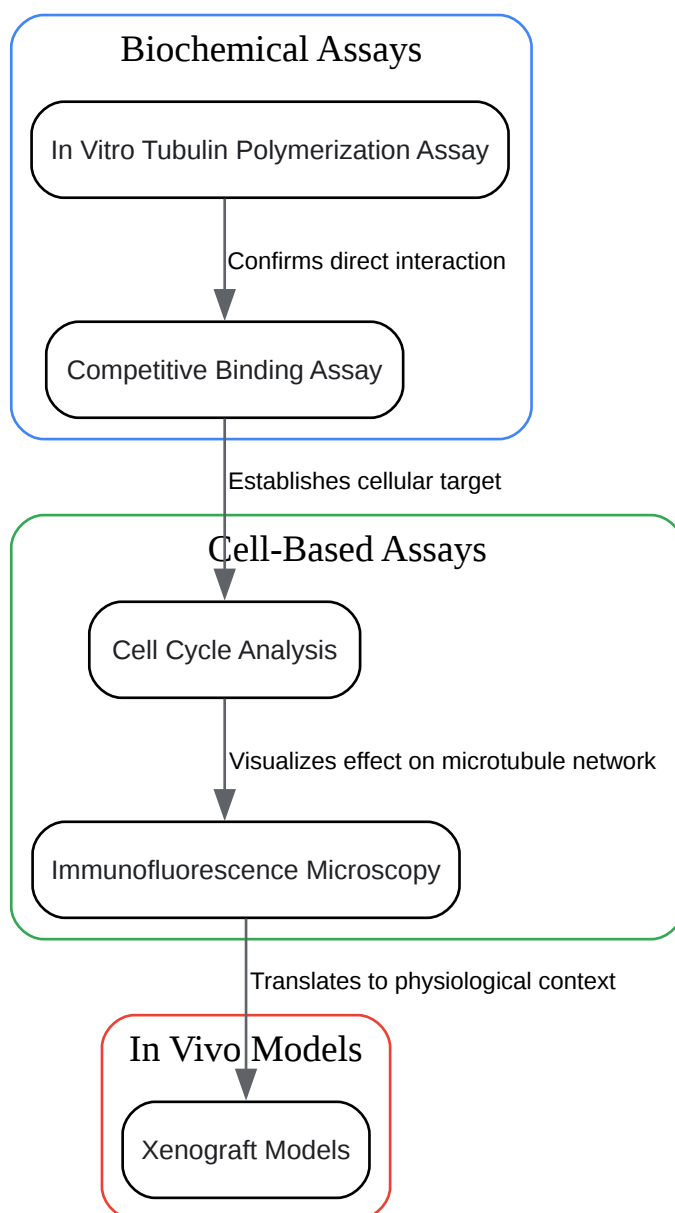 Biochemical Assays
In Vitro Tubulin Polymerization Assay
Confirms direct interaction
Competitive Binding Assay
Establishes cellular target
Cell-Based Assays
Cell Cycle Analysis
Visualizes effect on microtubule network
Immunofluorescence Microscopy
Translates to physiological context
In Vivo Models
Xenograft Models